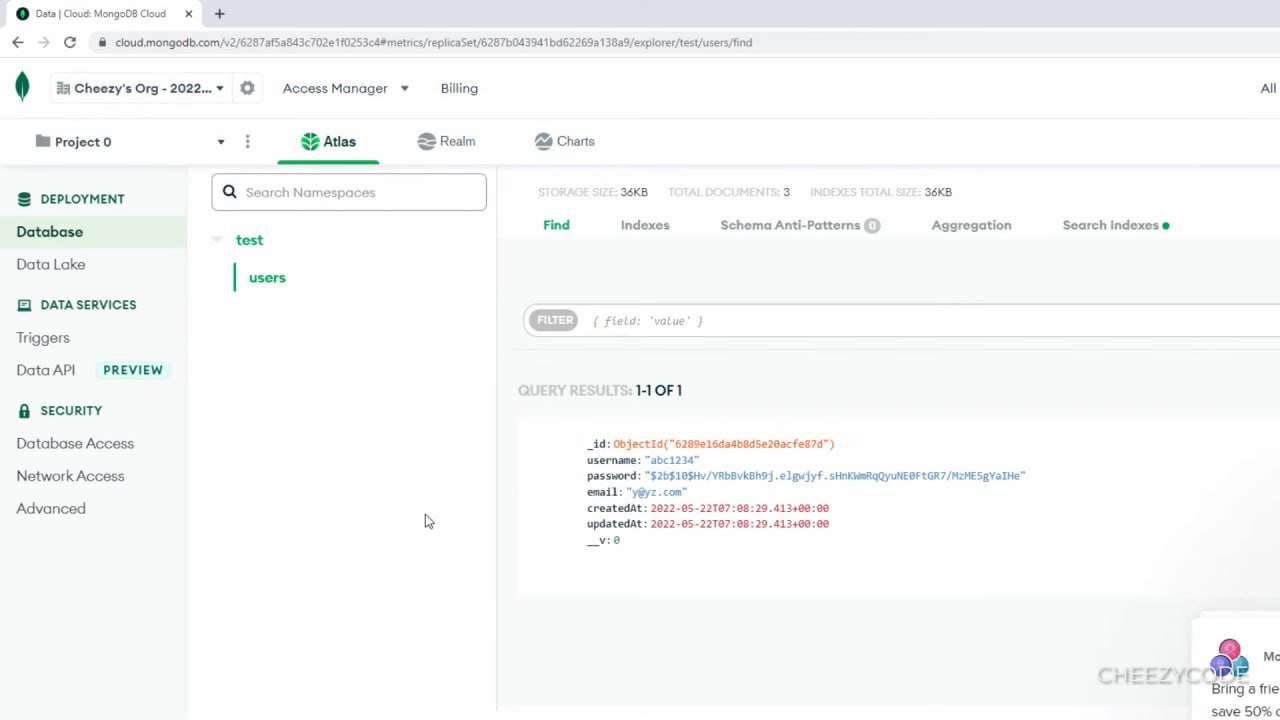 Data | Cloud: MongoDB Cloud
cloud.mongodb.com/v2/6287af5a843c702e1f0253c4#metrics/replicaSet/6287b043941bd62269a138a9/explorer/test/users/find
Cheezy's Org - 2022... Access Manager Billing All
Project 0 Atlas Realm Charts
DEPLOYMENT
Database
Data Lake
DATA SERVICES
Triggers
Data API PREVIEW
SECURITY
Database Access
Network Access
Advanced
Search Namespaces
test
users
STORAGE SIZE: 36KB TOTAL DOCUMENTS: 3 INDEXES TOTAL SIZE: 36KB
Find Indexes Schema Anti-Patterns 0 Aggregation Search Indexes
FILTER { field: 'value' }
QUERY RESULTS: 1-1 OF 1
_id: ObjectId("6289e16da4b8d5e20acfe87d")
username: "abc1234"
password: "$2b$10$Hv/YRbBvkBh9j.elgwjyf.sHnKWmRqQyuNE0FtGR7/MzME5gYaIHe"
email: "y@yz.com"
createdAt: 2022-05-22T07:08:29.413+00:00
updatedAt: 2022-05-22T07:08:29.413+00:00
__v: 0
Mo
CHEEZYCODE
Bring a frie
save 50% o